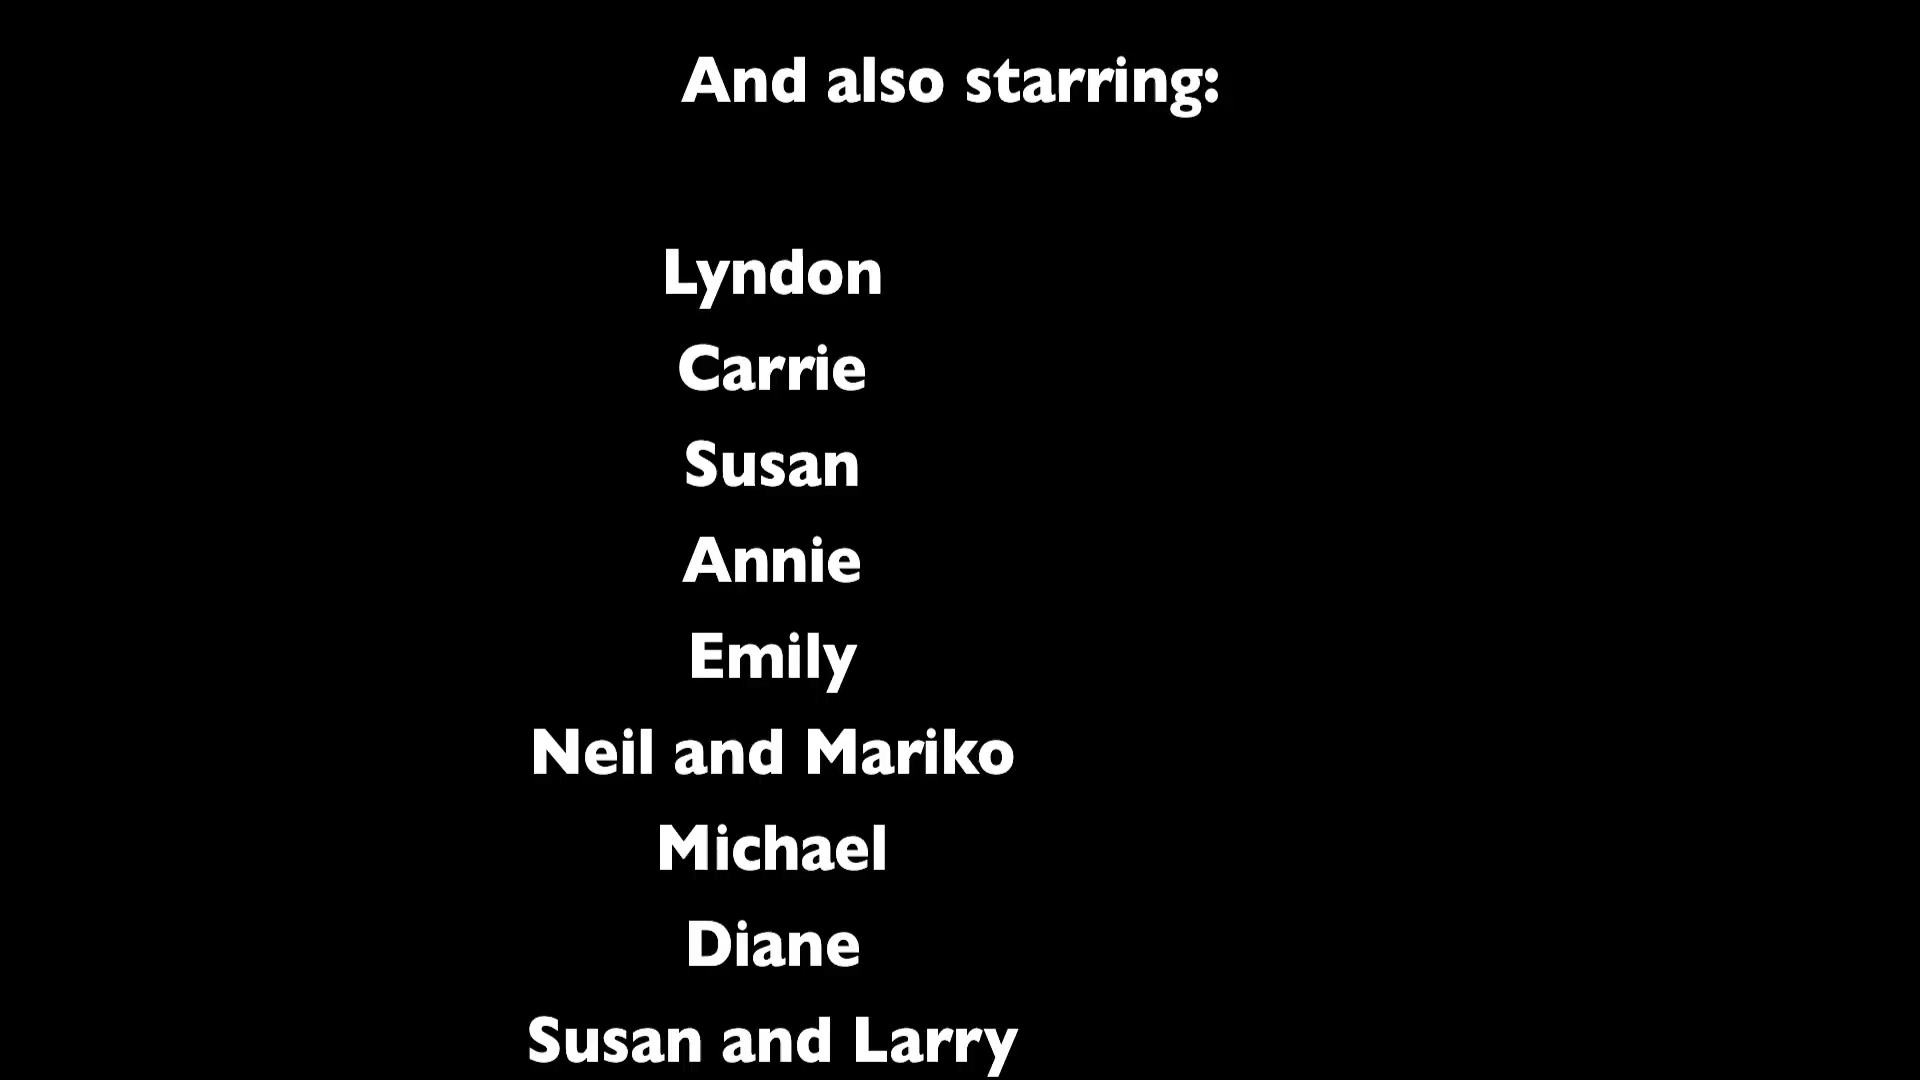 And also starring:
Lyndon
Carrie
Susan
Annie
Emily
Neil and Mariko
Michael
Diane
Susan and Larry